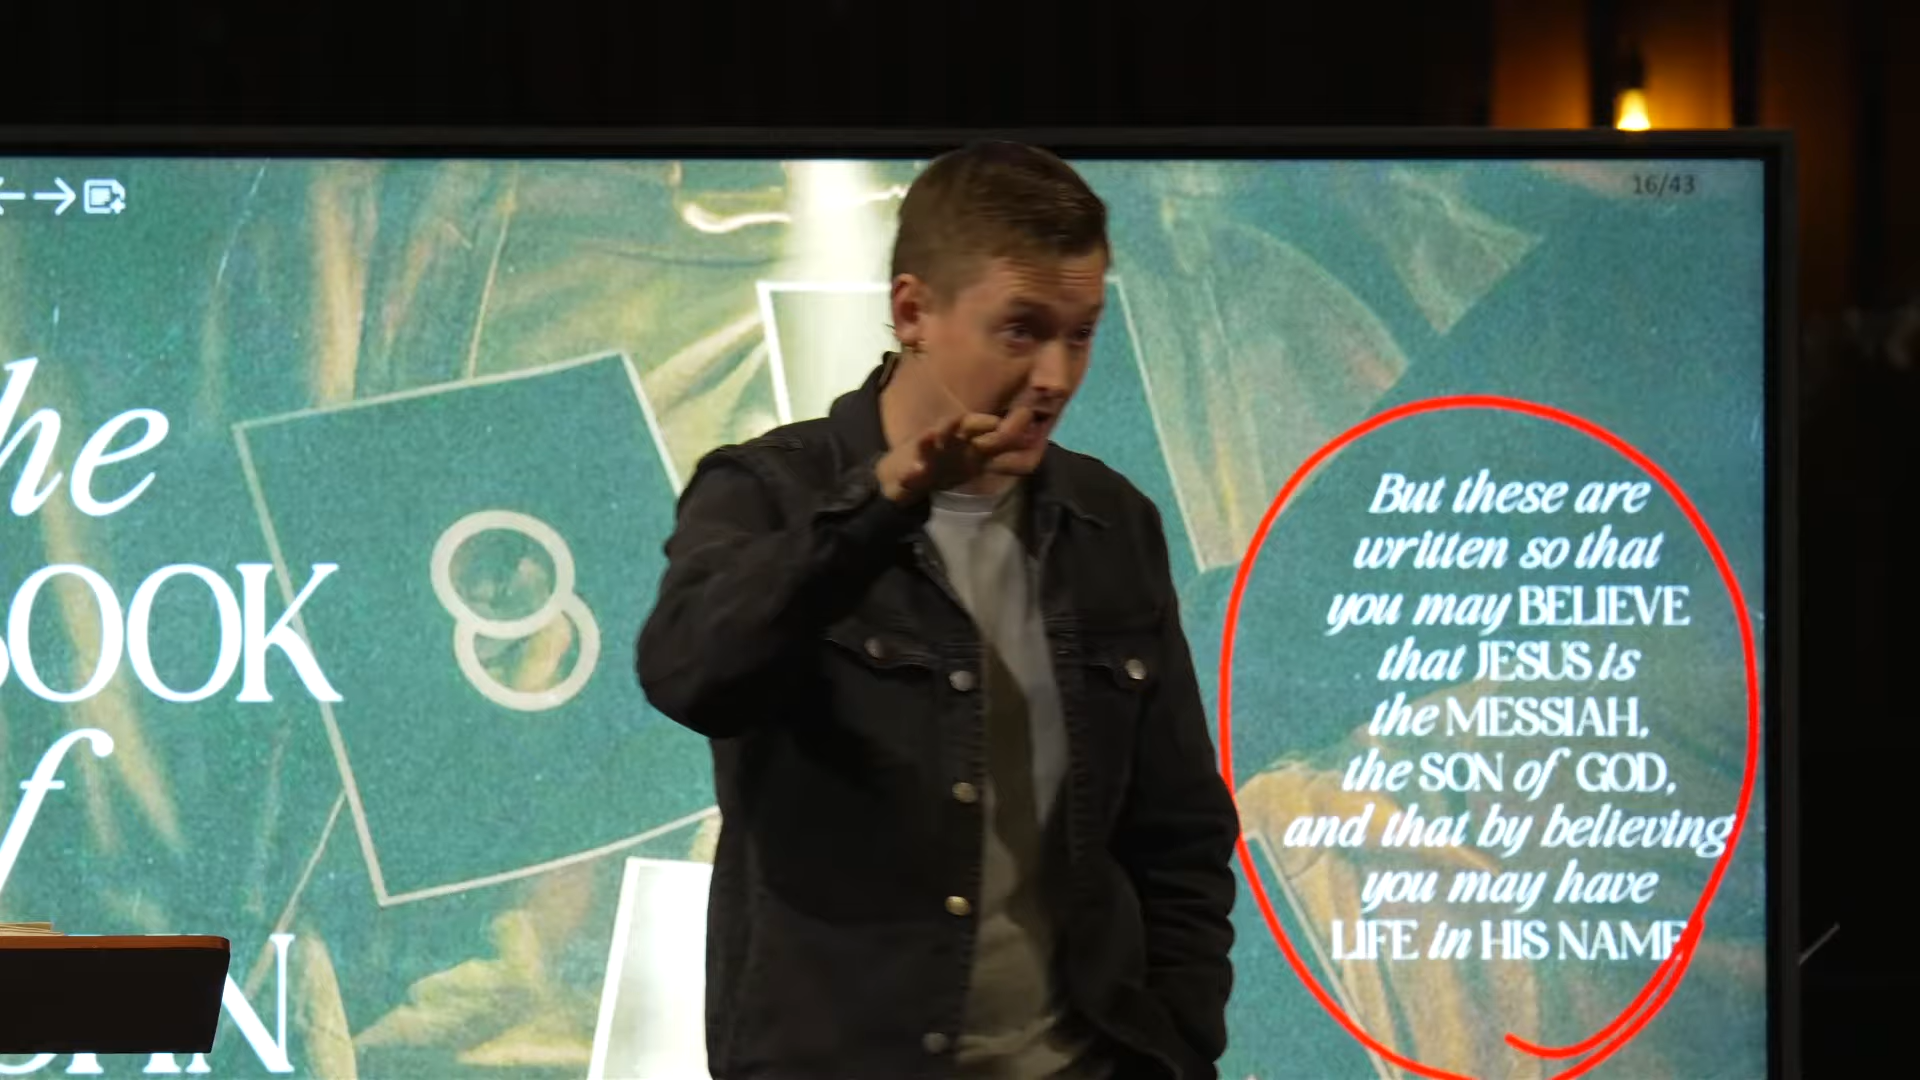 16/43
he
BOOK
of
But these are
written so that
you may BELIEVE
that JESUS is
the MESSIAH,
the SON of GOD,
and that by believing
you may have
LIFE in HIS NAME